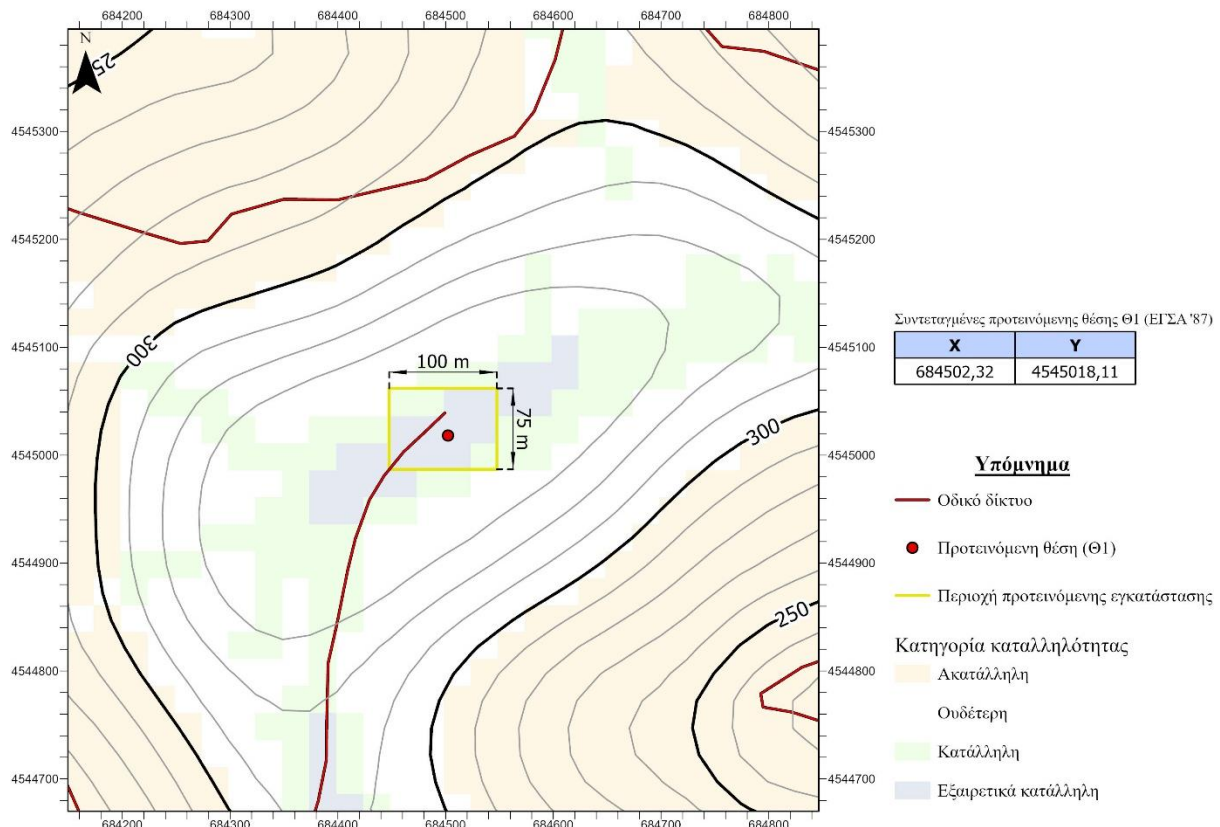 684200 684300 684400 684500 684600 684700 684800
N
25
4545300 4545300
4545200 4545200
4545100 4545100
4545000 4545000
4544900 4544900
4544800 4544800
4544700 4544700
300
100 m
75 m
300
250
684200 684300 684400 684500 684600 684700 684800
Συντεταγμένες προτεινόμενης θέσης Θ1 (ΕΓΣΑ '87)
X Y
684502,32 4545018,11
Υπόμνημα
Οδικό δίκτυο
Προτεινόμενη θέση (Θ1)
Περιοχή προτεινόμενης εγκατάστασης
Κατηγορία καταλληλότητας
Ακατάλληλη
Ουδέτερη
Κατάλληλη
Εξαιρετικά κατάλληλη